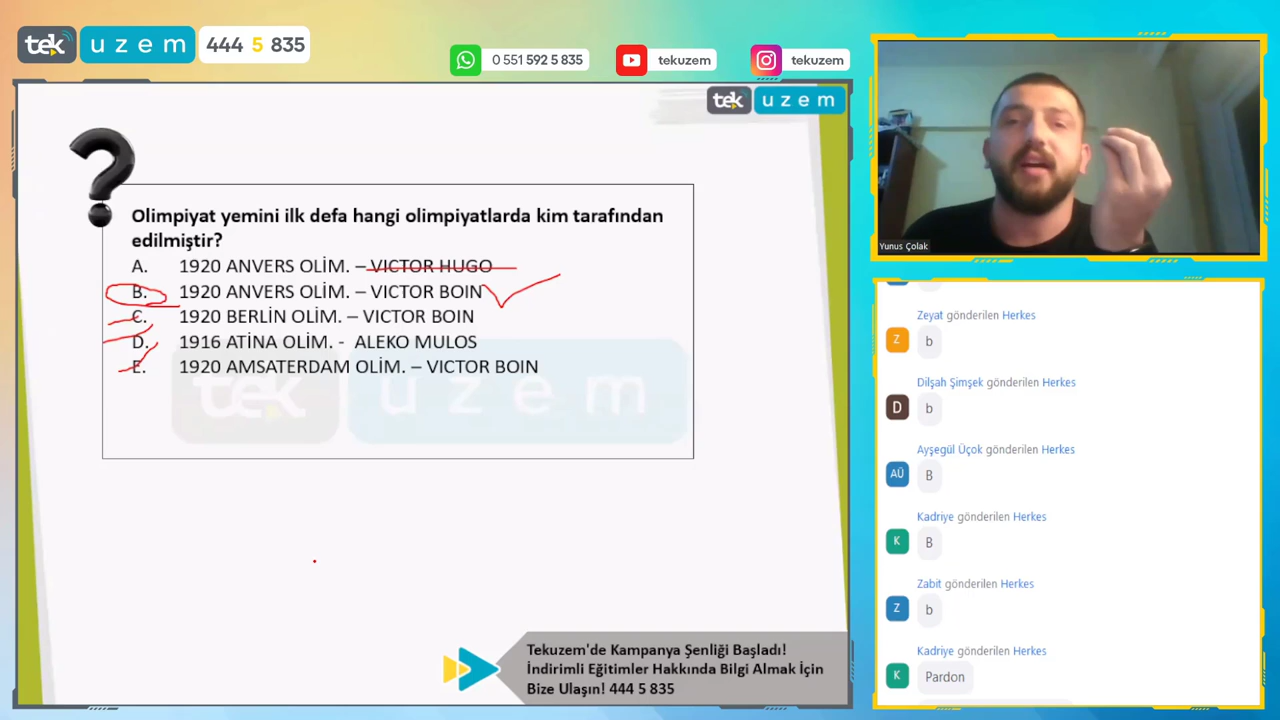 tek uzem 444 5 835
0 551 592 5 835
tekuzem
tekuzem
tek uzem
Olimpiyat yemini ilk defa hangi olimpiyatlarda kim tarafından
edilmiştir?
A. 1920 ANVERS OLİM. – VICTOR HUGO
B. 1920 ANVERS OLİM. – VICTOR BOIN
C. 1920 BERLİN OLİM. – VICTOR BOIN
D. 1916 ATİNA OLİM. - ALEKO MULOS
E. 1920 AMSATERDAM OLİM. – VICTOR BOIN
tek uzem
Tekuzem'de Kampanya Şenliği Başladı!
İndirimli Eğitimler Hakkında Bilgi Almak İçin
Bize Ulaşın! 444 5 835
Yunus Çolak
Zeyat gönderilen Herkes
Z
b
Dilşah Şimşek gönderilen Herkes
D
b
Ayşegül Üçok gönderilen Herkes
AÜ
B
Kadriye gönderilen Herkes
K
B
Zabit gönderilen Herkes
Z
b
Kadriye gönderilen Herkes
K
Pardon